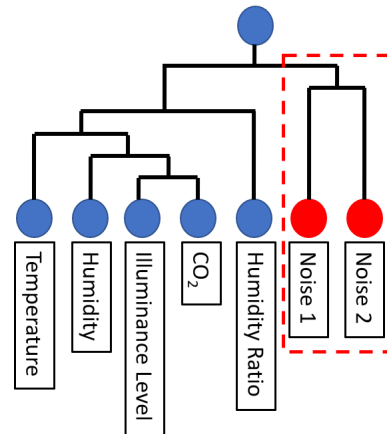 Temperature
Humidity
Illuminance Level
CO₂
Humidity Ratio
Noise 1
Noise 2